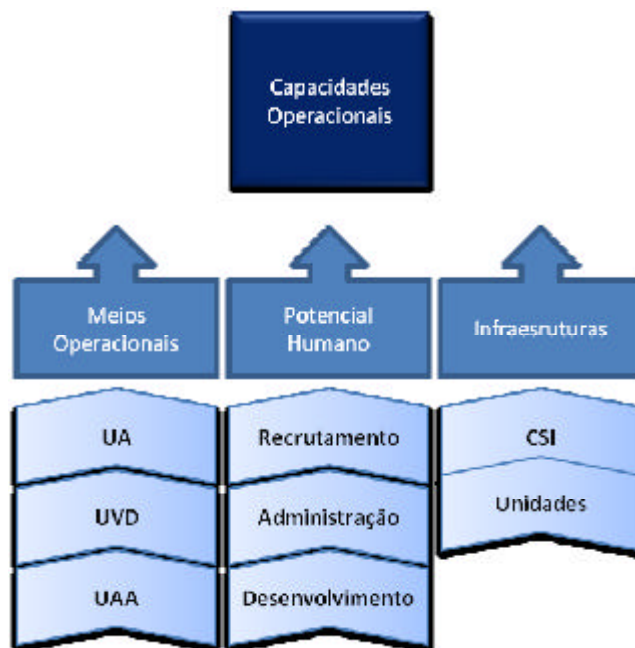 Capacidades
Operacionais
Meios
Operacionais
Potencial
Humano
Infraesruturas
UA
Recrutamento
CSI
UVD
Administração
Unidades
UAA
Desenvolvimento